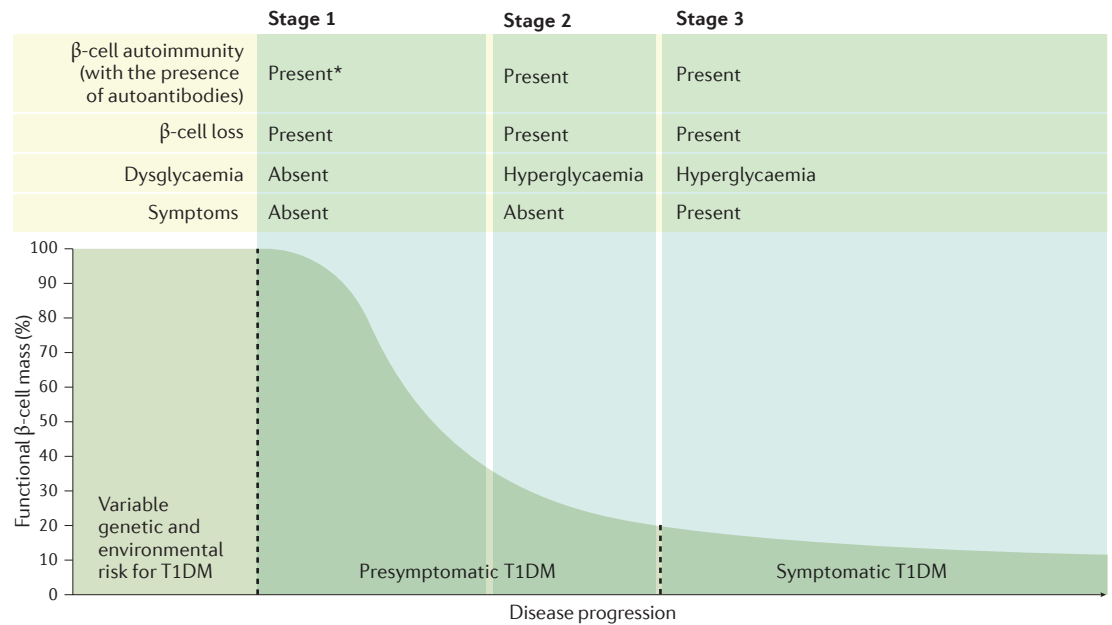 Stage 1
Stage 2
Stage 3
β-cell autoimmunity
(with the presence
of autoantibodies)
Present*
Present
Present
β-cell loss
Present
Present
Present
Dysglycaemia
Absent
Hyperglycaemia
Hyperglycaemia
Symptoms
Absent
Absent
Present
Functional β-cell mass (%)
100
90
80
70
60
50
40
30
20
10
0
Variable
genetic and
environmental
risk for T1DM
Presymptomatic T1DM
Symptomatic T1DM
Disease progression